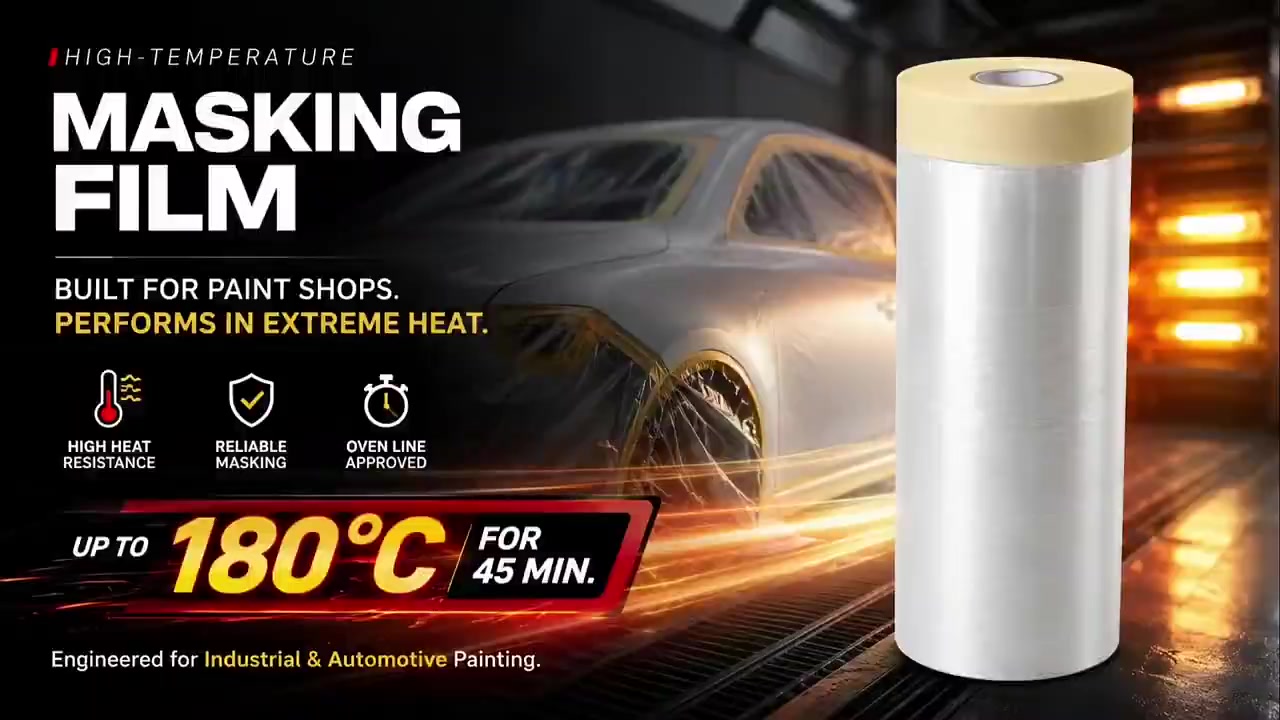 HIGH-TEMPERATURE
MASKING
FILM
BUILT FOR PAINT SHOPS.
PERFORMS IN EXTREME HEAT.
HIGH HEAT
RESISTANCE
RELIABLE
MASKING
OVEN LINE
APPROVED
UP TO 180°C FOR
45 MIN.
Engineered for Industrial & Automotive Painting.